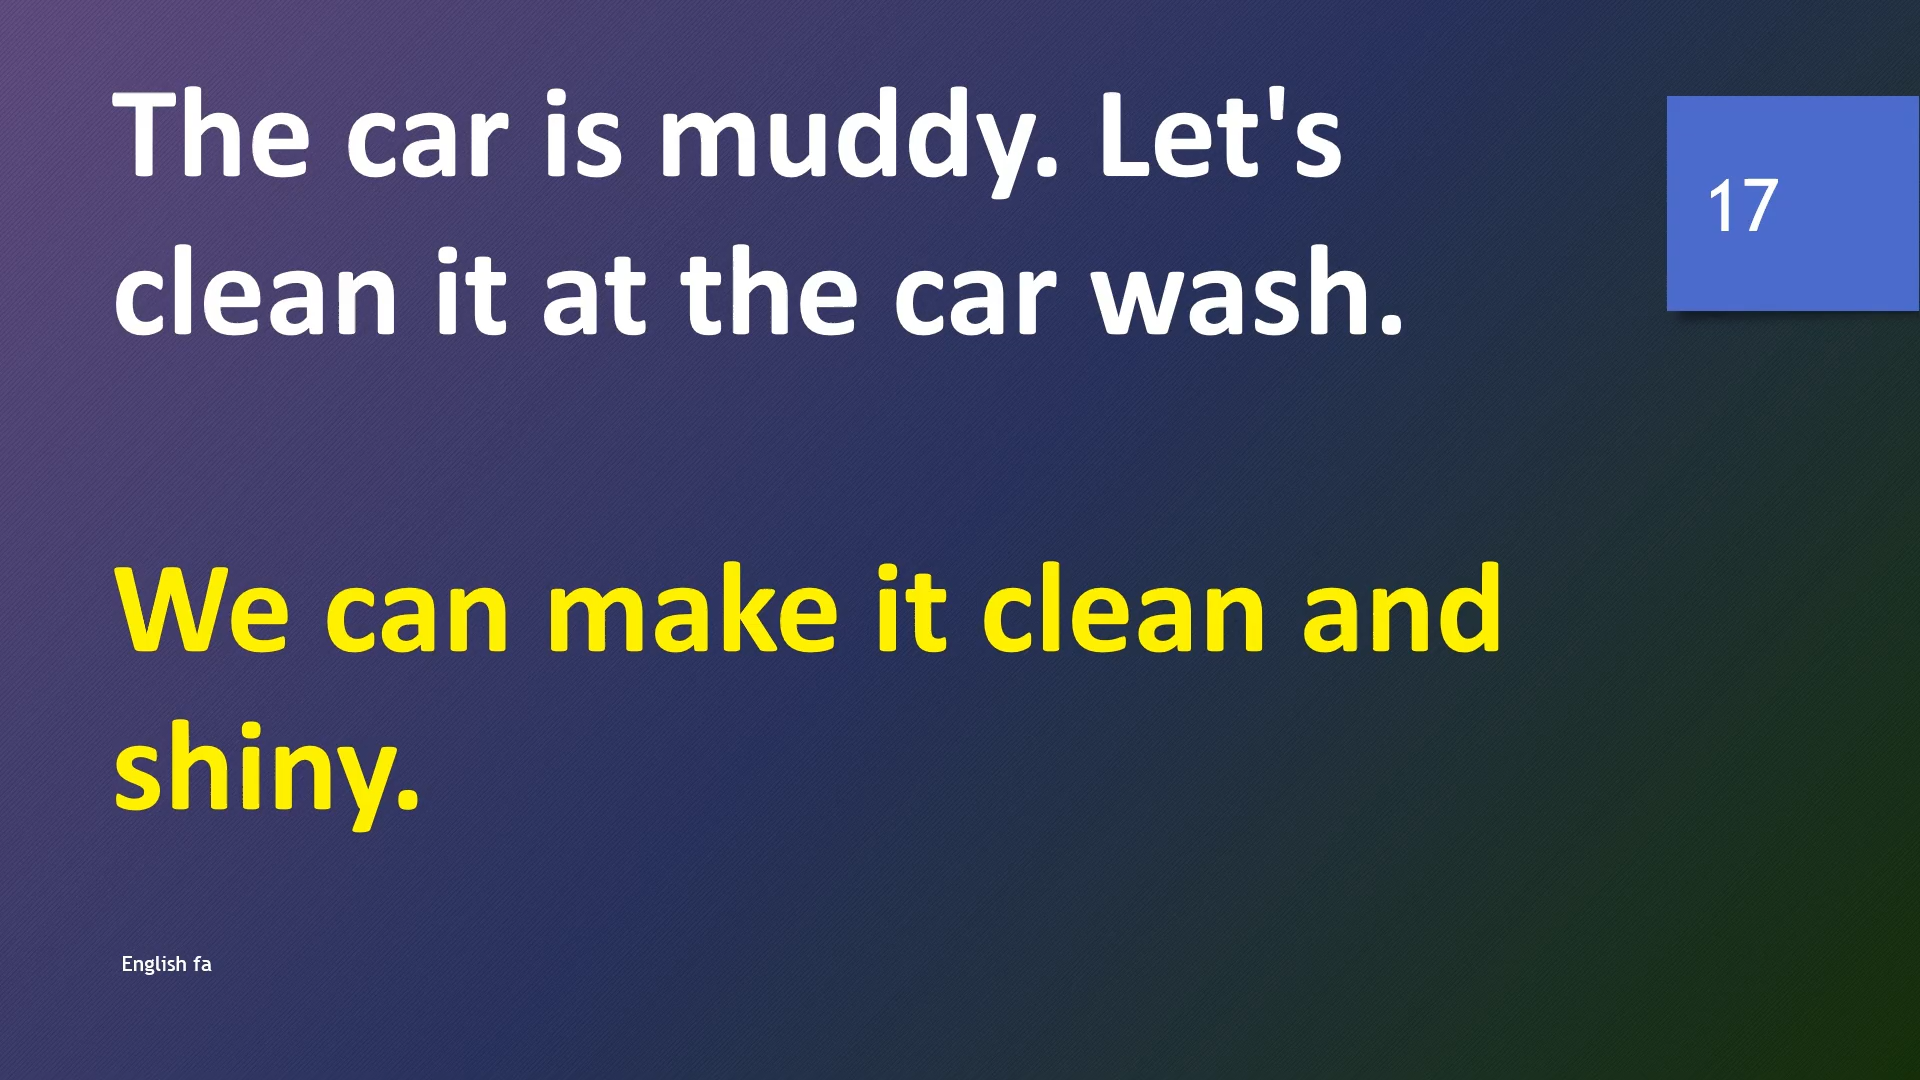 The car is muddy. Let's
clean it at the car wash.
17
We can make it clean and
shiny.
English fa